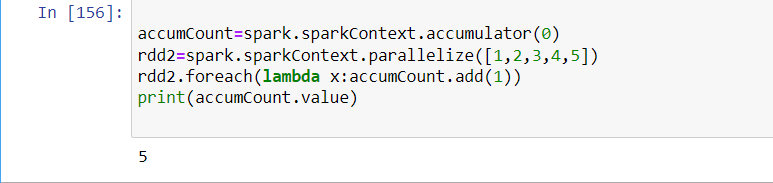 In [156]:
accumCount=spark.sparkContext.accumulator(0)
rdd2=spark.sparkContext.parallelize([1,2,3,4,5])
rdd2.foreach(lambda x:accumCount.add(1))
print(accumCount.value)
5